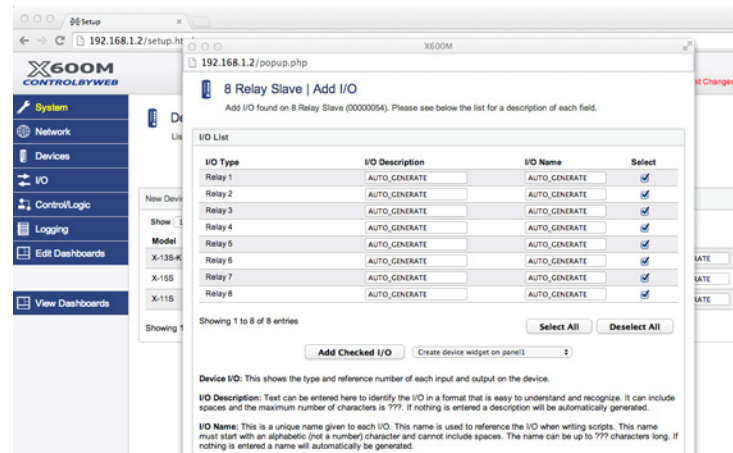 Setup
192.168.1.2/setup.ht
X600M
CONTROLBYWEB
System
Network
Devices
I/O
Control/Logic
Logging
Edit Dashboards
View Dashboards
De
Lis
New Devi
Show 1
Model
X-13S-K
X-15S
X-11S
Showing 1
X600M
192.168.1.2/popup.php
8 Relay Slave | Add I/O
Add I/O found on 8 Relay Slave (00000054). Please see below the list for a description of each field.
I/O List
I/O Type I/O Description I/O Name Select
Relay 1 AUTO_GENERATE AUTO_GENERATE
Relay 2 AUTO_GENERATE AUTO_GENERATE
Relay 3 AUTO_GENERATE AUTO_GENERATE
Relay 4 AUTO_GENERATE AUTO_GENERATE
Relay 5 AUTO_GENERATE AUTO_GENERATE
Relay 6 AUTO_GENERATE AUTO_GENERATE
Relay 7 AUTO_GENERATE AUTO_GENERATE
Relay 8 AUTO_GENERATE AUTO_GENERATE
Showing 1 to 8 of 8 entries
Select All Deselect All
Add Checked I/O Create device widget on panel1
Device I/O: This shows the type and reference number of each input and output on the device.
I/O Description: Text can be entered here to identify the I/O in a format that is easy to understand and recognize. It can include
spaces and the maximum number of characters is ???. If nothing is entered a description will be automatically generated.
I/O Name: This is a unique name given to each I/O. This name is used to reference the I/O when writing scripts. This name
must start with an alphabetic (not a number) character and cannot include spaces. The name can be up to ??? characters long. If
nothing is entered a name will automatically be generated.
nt Changes
RATE
RATE
RATE